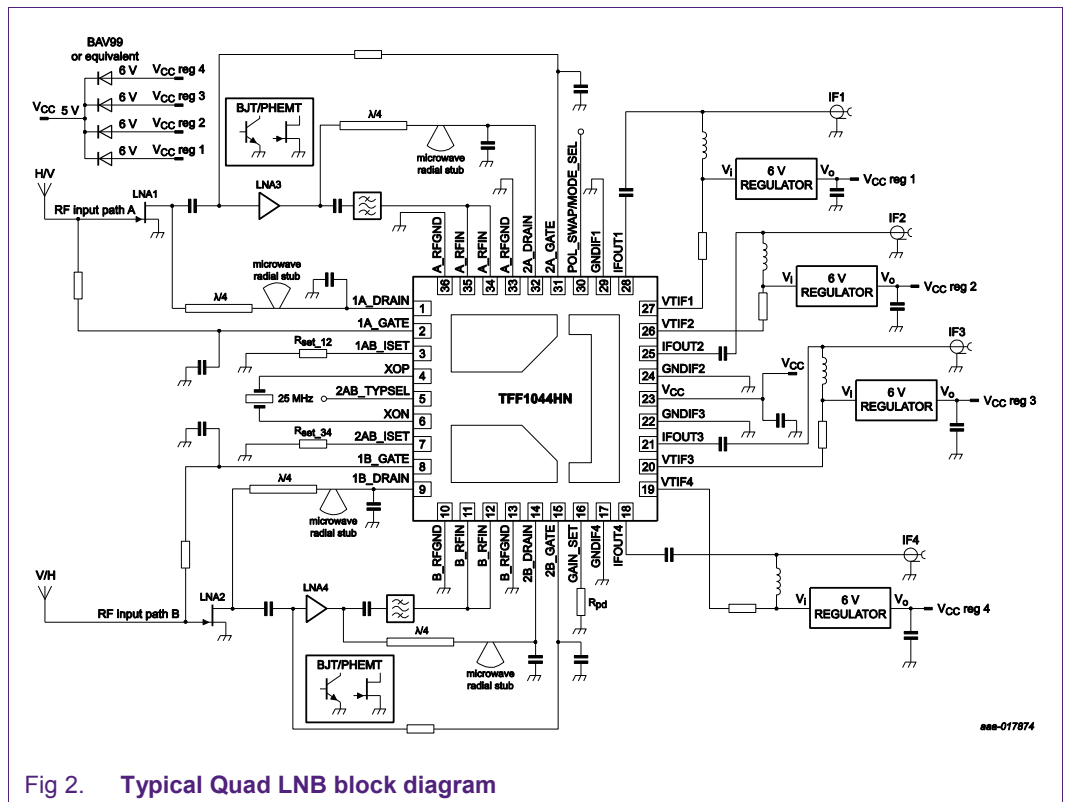 BAV99
or equivalent
6 V VCC reg 4
6 V VCC reg 3
VCC 5 V
6 V VCC reg 2
6 V VCC reg 1
BJT/PHEMT
λ/4
microwave
radial stub
H/V
LNA1
RF input path A
LNA3
microwave
radial stub
λ/4
36 A_RFGND
35 A_RFIN
34 A_RFIN
33 A_RFGND
32 2A_DRAIN
31 2A_GATE
30 POL_SWAP/MODE_SEL
29 GNDIF1
28 IFOUT1
IF1
Vi 6 V REGULATOR Vo VCC reg 1
IF2
Vi 6 V REGULATOR Vo VCC reg 2
IF3
Vi 6 V REGULATOR Vo VCC reg 3
1A_DRAIN 1
1A_GATE 2
Rset_12 1AB_ISET 3
XOP 4
25 MHz 2AB_TYPSEL 5
XON 6
Rset_34 2AB_ISET 7
1B_GATE 8
1B_DRAIN 9
TFF1044HN
27 VTIF1
26 VTIF2
25 IFOUT2
24 GNDIF2
23 VCC
VCC
22 GNDIF3
21 IFOUT3
20 VTIF3
19 VTIF4
λ/4
microwave
radial stub
10 B_RFGND
11 B_RFIN
12 B_RFIN
13 B_RFGND
14 2B_DRAIN
15 2B_GATE
16 GAIN_SET
17 GNDIF4
18 IFOUT4
Rpd
IF4
Vi 6 V REGULATOR Vo VCC reg 4
V/H
RF input path B
LNA2
LNA4
λ/4
microwave
radial stub
BJT/PHEMT
aaa-017874
Fig 2. Typical Quad LNB block diagram